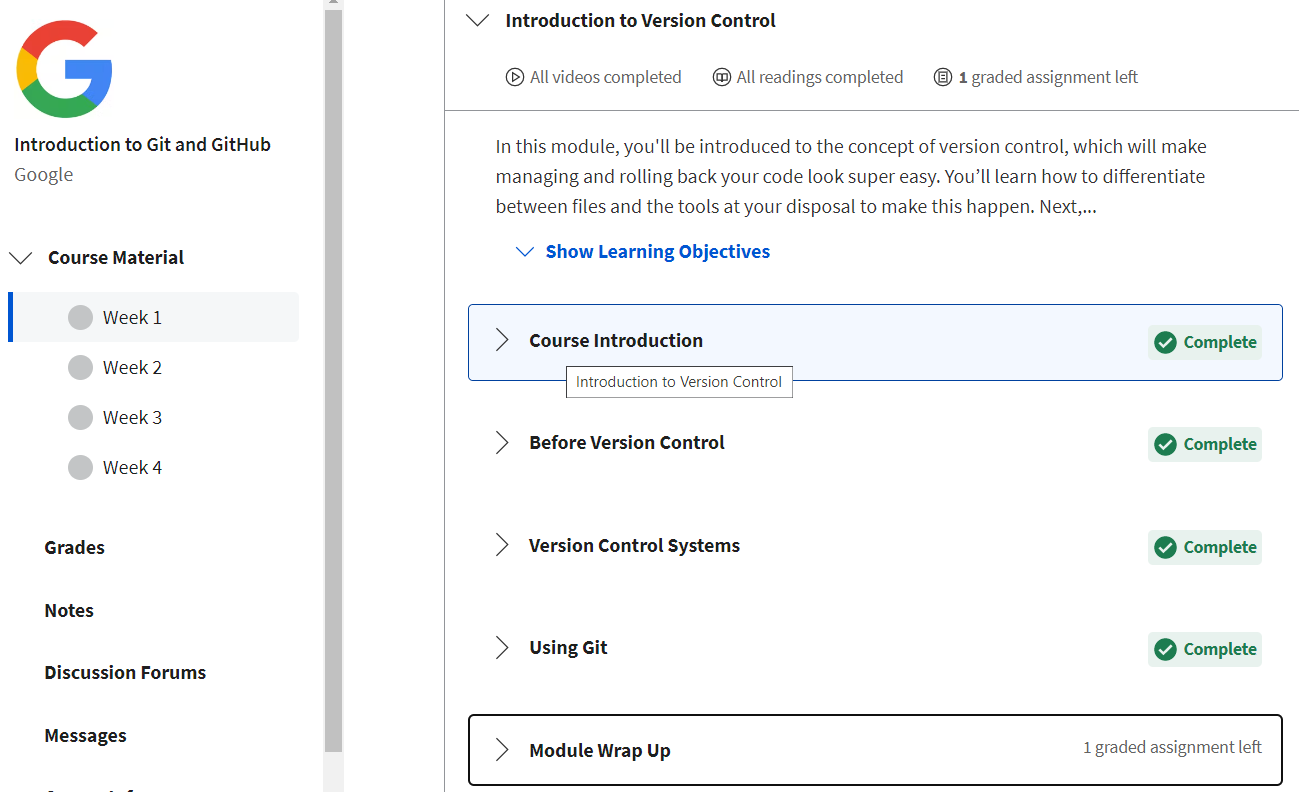 Introduction to Git and GitHub
Google
Course Material
Week 1
Week 2
Week 3
Week 4
Grades
Notes
Discussion Forums
Messages
Introduction to Version Control
All videos completed
All readings completed
1 graded assignment left
In this module, you'll be introduced to the concept of version control, which will make
managing and rolling back your code look super easy. You’ll learn how to differentiate
between files and the tools at your disposal to make this happen. Next,...
Show Learning Objectives
Course Introduction
Complete
Introduction to Version Control
Before Version Control
Complete
Version Control Systems
Complete
Using Git
Complete
Module Wrap Up
1 graded assignment left